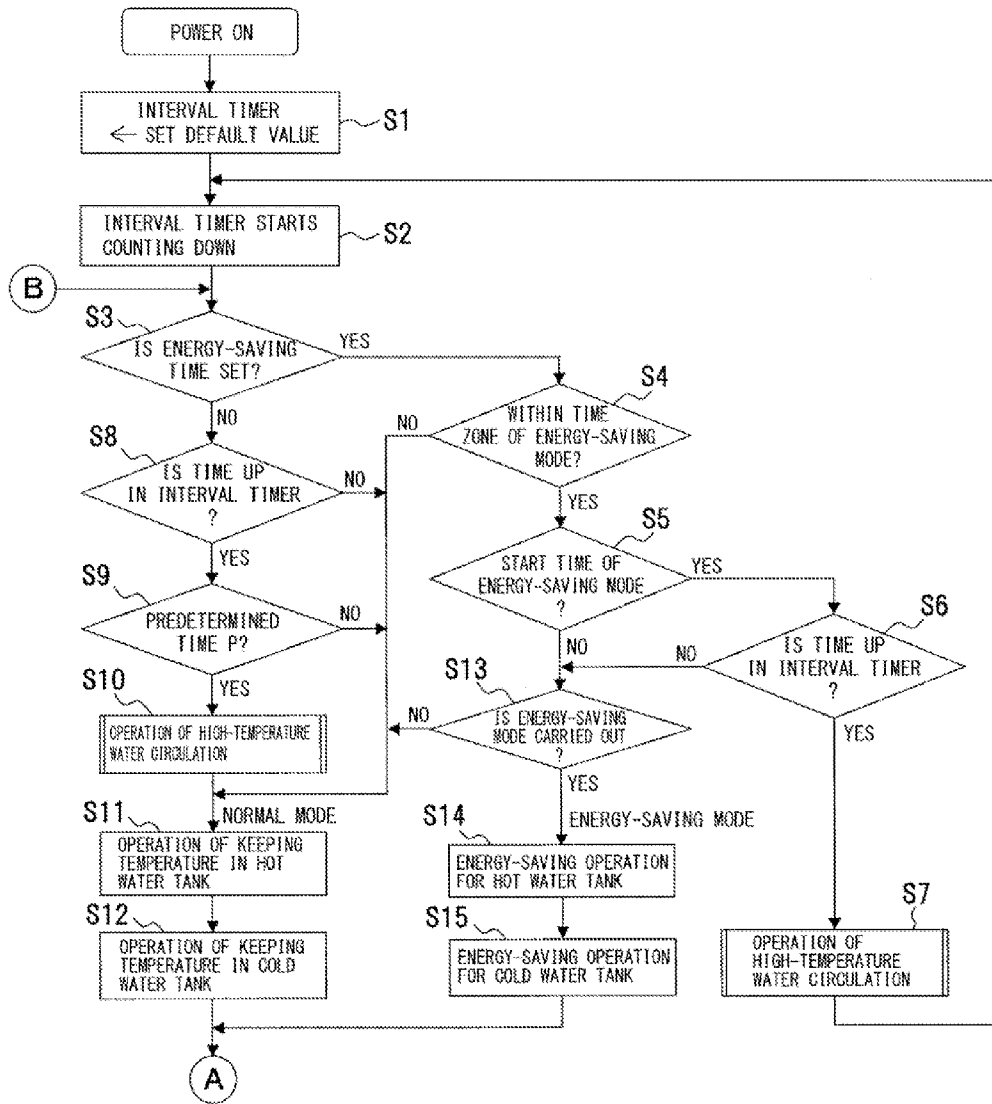 POWER ON
INTERVAL TIMER
← SET DEFAULT VALUE
S1
INTERVAL TIMER STARTS
COUNTING DOWN
S2
B
S3
IS ENERGY-SAVING
TIME SET?
YES
NO
S4
WITHIN TIME
ZONE OF ENERGY-SAVING
MODE?
NO
YES
S8
IS TIME UP
IN INTERVAL TIMER
?
NO
YES
S5
START TIME OF
ENERGY-SAVING MODE
?
YES
NO
S9
PREDETERMINED
TIME P?
NO
YES
S6
IS TIME UP
IN INTERVAL TIMER
?
NO
YES
S13
IS ENERGY-SAVING
MODE CARRIED OUT
?
NO
YES
S10
OPERATION OF HIGH-TEMPERATURE
WATER CIRCULATION
NORMAL MODE
ENERGY-SAVING MODE
S11
OPERATION OF KEEPING
TEMPERATURE IN HOT
WATER TANK
S14
ENERGY-SAVING OPERATION
FOR HOT WATER TANK
S12
OPERATION OF KEEPING
TEMPERATURE IN COLD
WATER TANK
S15
ENERGY-SAVING OPERATION
FOR COLD WATER TANK
S7
OPERATION OF
HIGH-TEMPERATURE
WATER CIRCULATION
A